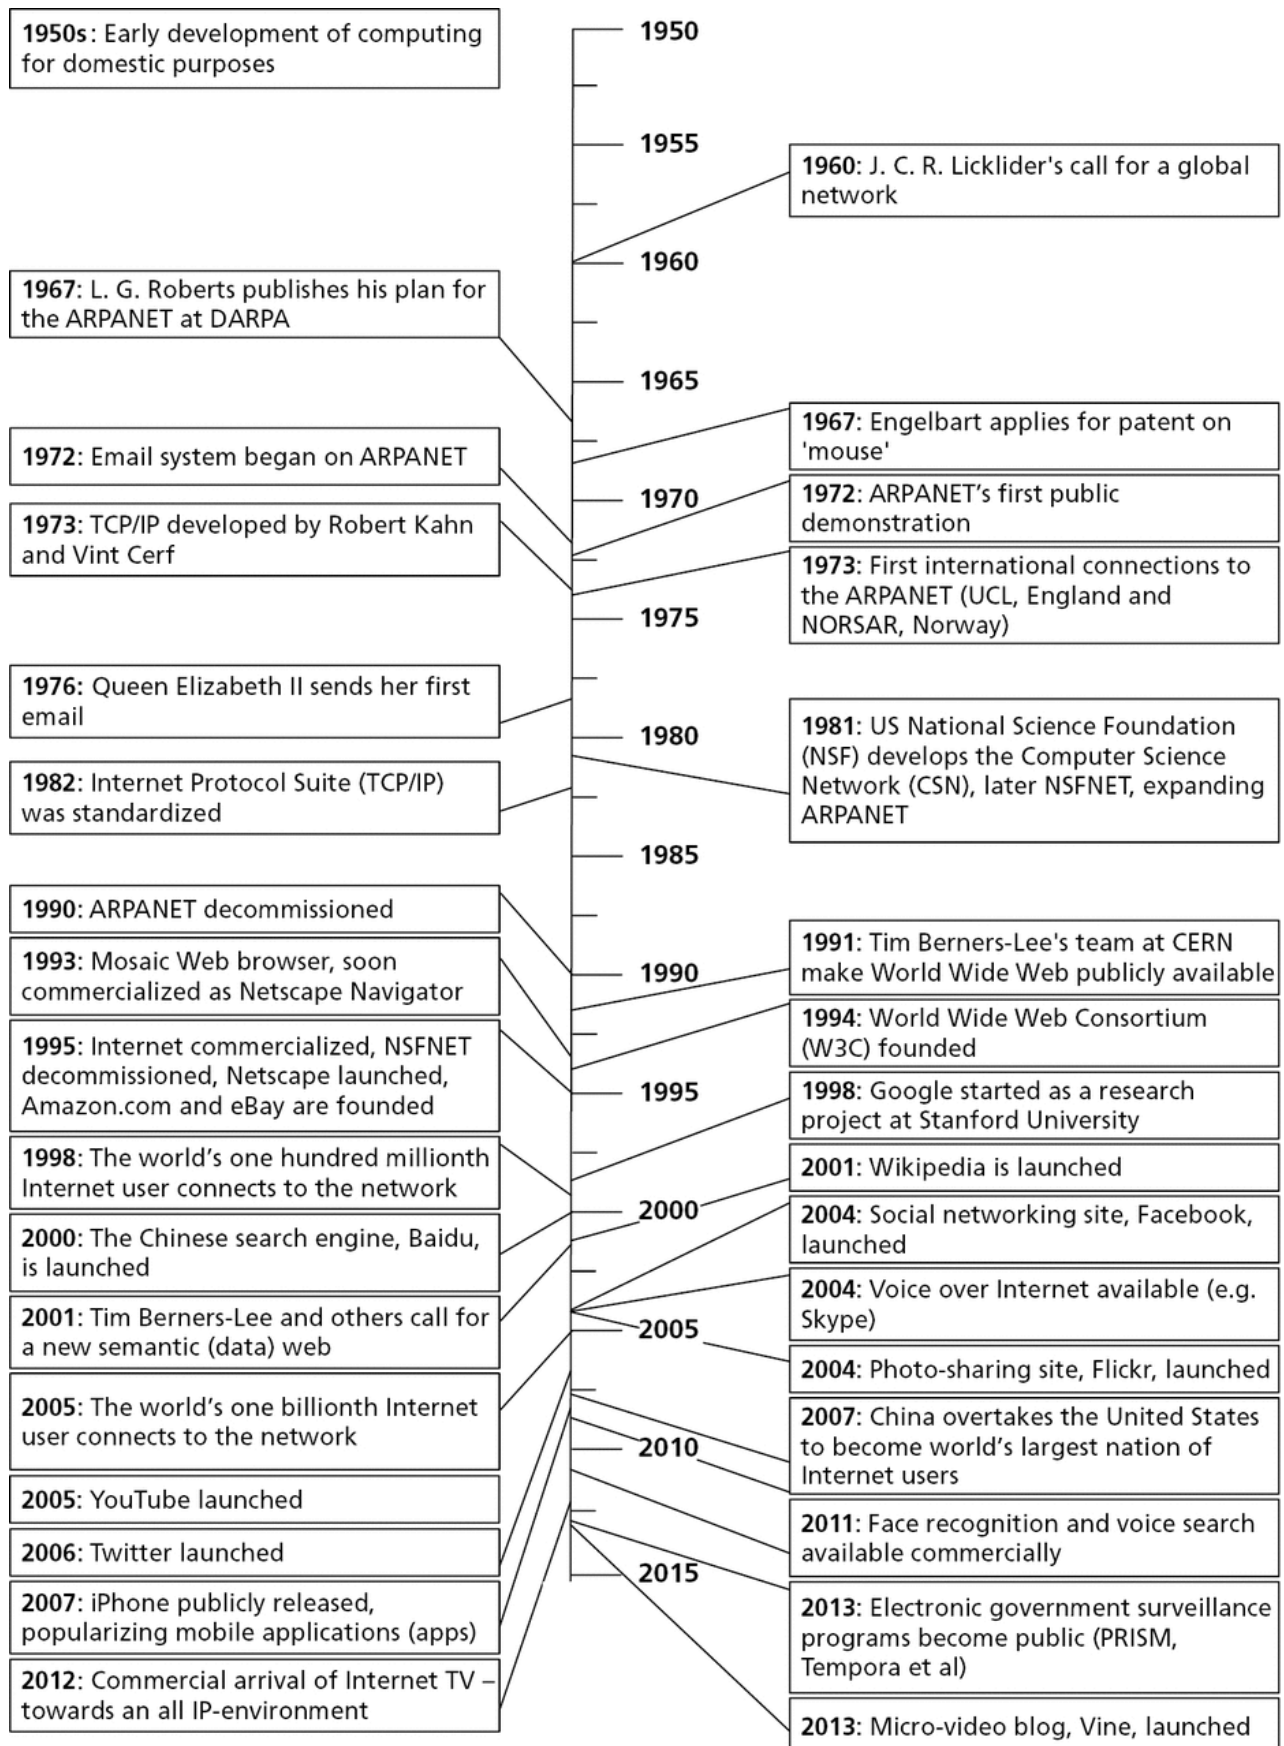 1950s: Early development of computing
for domestic purposes
1950
1955
1960: J. C. R. Licklider's call for a global
network
1960
1967: L. G. Roberts publishes his plan for
the ARPANET at DARPA
1965
1967: Engelbart applies for patent on
'mouse'
1972: Email system began on ARPANET
1970
1972: ARPANET’s first public
demonstration
1973: TCP/IP developed by Robert Kahn
and Vint Cerf
1973: First international connections to
the ARPANET (UCL, England and
NORSAR, Norway)
1975
1976: Queen Elizabeth II sends her first
email
1980
1981: US National Science Foundation
(NSF) develops the Computer Science
Network (CSN), later NSFNET, expanding
ARPANET
1982: Internet Protocol Suite (TCP/IP)
was standardized
1985
1990: ARPANET decommissioned
1991: Tim Berners-Lee's team at CERN
make World Wide Web publicly available
1993: Mosaic Web browser, soon
commercialized as Netscape Navigator
1990
1994: World Wide Web Consortium
(W3C) founded
1995: Internet commercialized, NSFNET
decommissioned, Netscape launched,
Amazon.com and eBay are founded
1995
1998: Google started as a research
project at Stanford University
1998: The world’s one hundred millionth
Internet user connects to the network
2001: Wikipedia is launched
2000
2004: Social networking site, Facebook,
launched
2000: The Chinese search engine, Baidu,
is launched
2004: Voice over Internet available (e.g.
Skype)
2001: Tim Berners-Lee and others call for
a new semantic (data) web
2005
2004: Photo-sharing site, Flickr, launched
2005: The world’s one billionth Internet
user connects to the network
2007: China overtakes the United States
to become world’s largest nation of
Internet users
2010
2005: YouTube launched
2011: Face recognition and voice search
available commercially
2006: Twitter launched
2015
2007: iPhone publicly released,
popularizing mobile applications (apps)
2013: Electronic government surveillance
programs become public (PRISM,
Tempora et al)
2012: Commercial arrival of Internet TV –
towards an all IP-environment
2013: Micro-video blog, Vine, launched